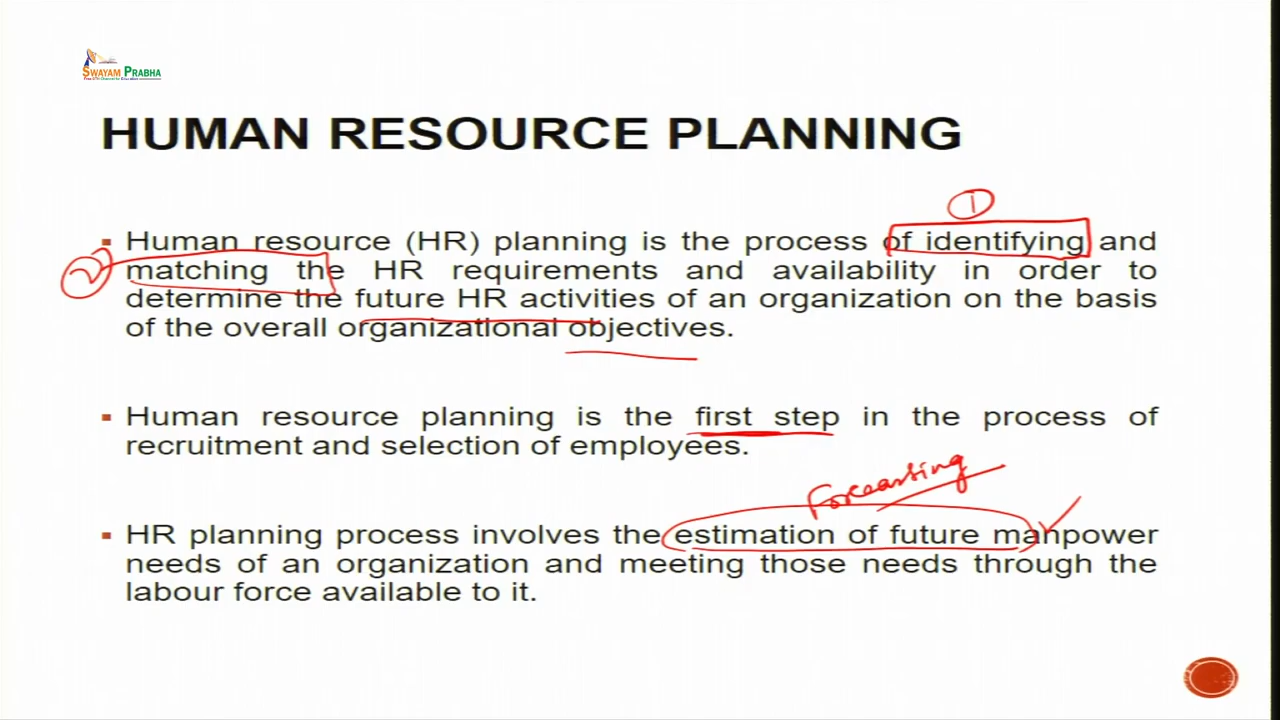 SWAYAM PRABHA
HUMAN RESOURCE PLANNING
1
Human resource (HR) planning is the process of identifying and
2
matching the HR requirements and availability in order to
determine the future HR activities of an organization on the basis
of the overall organizational objectives.
Human resource planning is the first step in the process of
recruitment and selection of employees.
Forecasting
HR planning process involves the estimation of future manpower
needs of an organization and meeting those needs through the
labour force available to it.